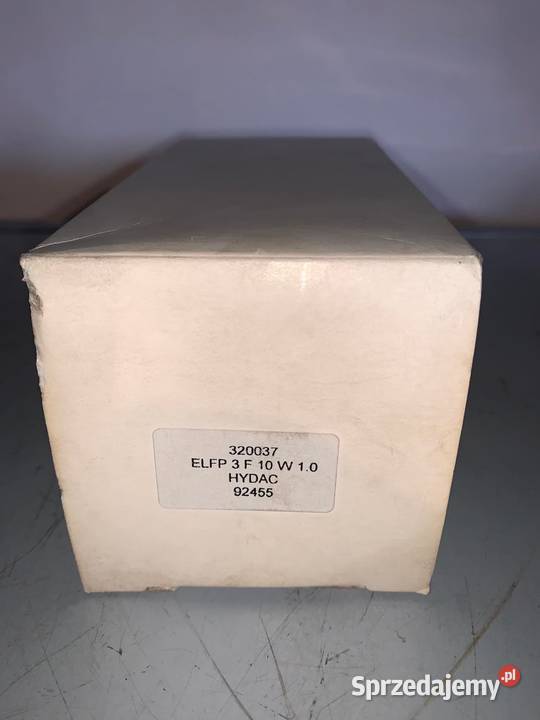 320037
ELFP 3 F 10 W 1.0
HYDAC
92455
Sprzedajemy.pl